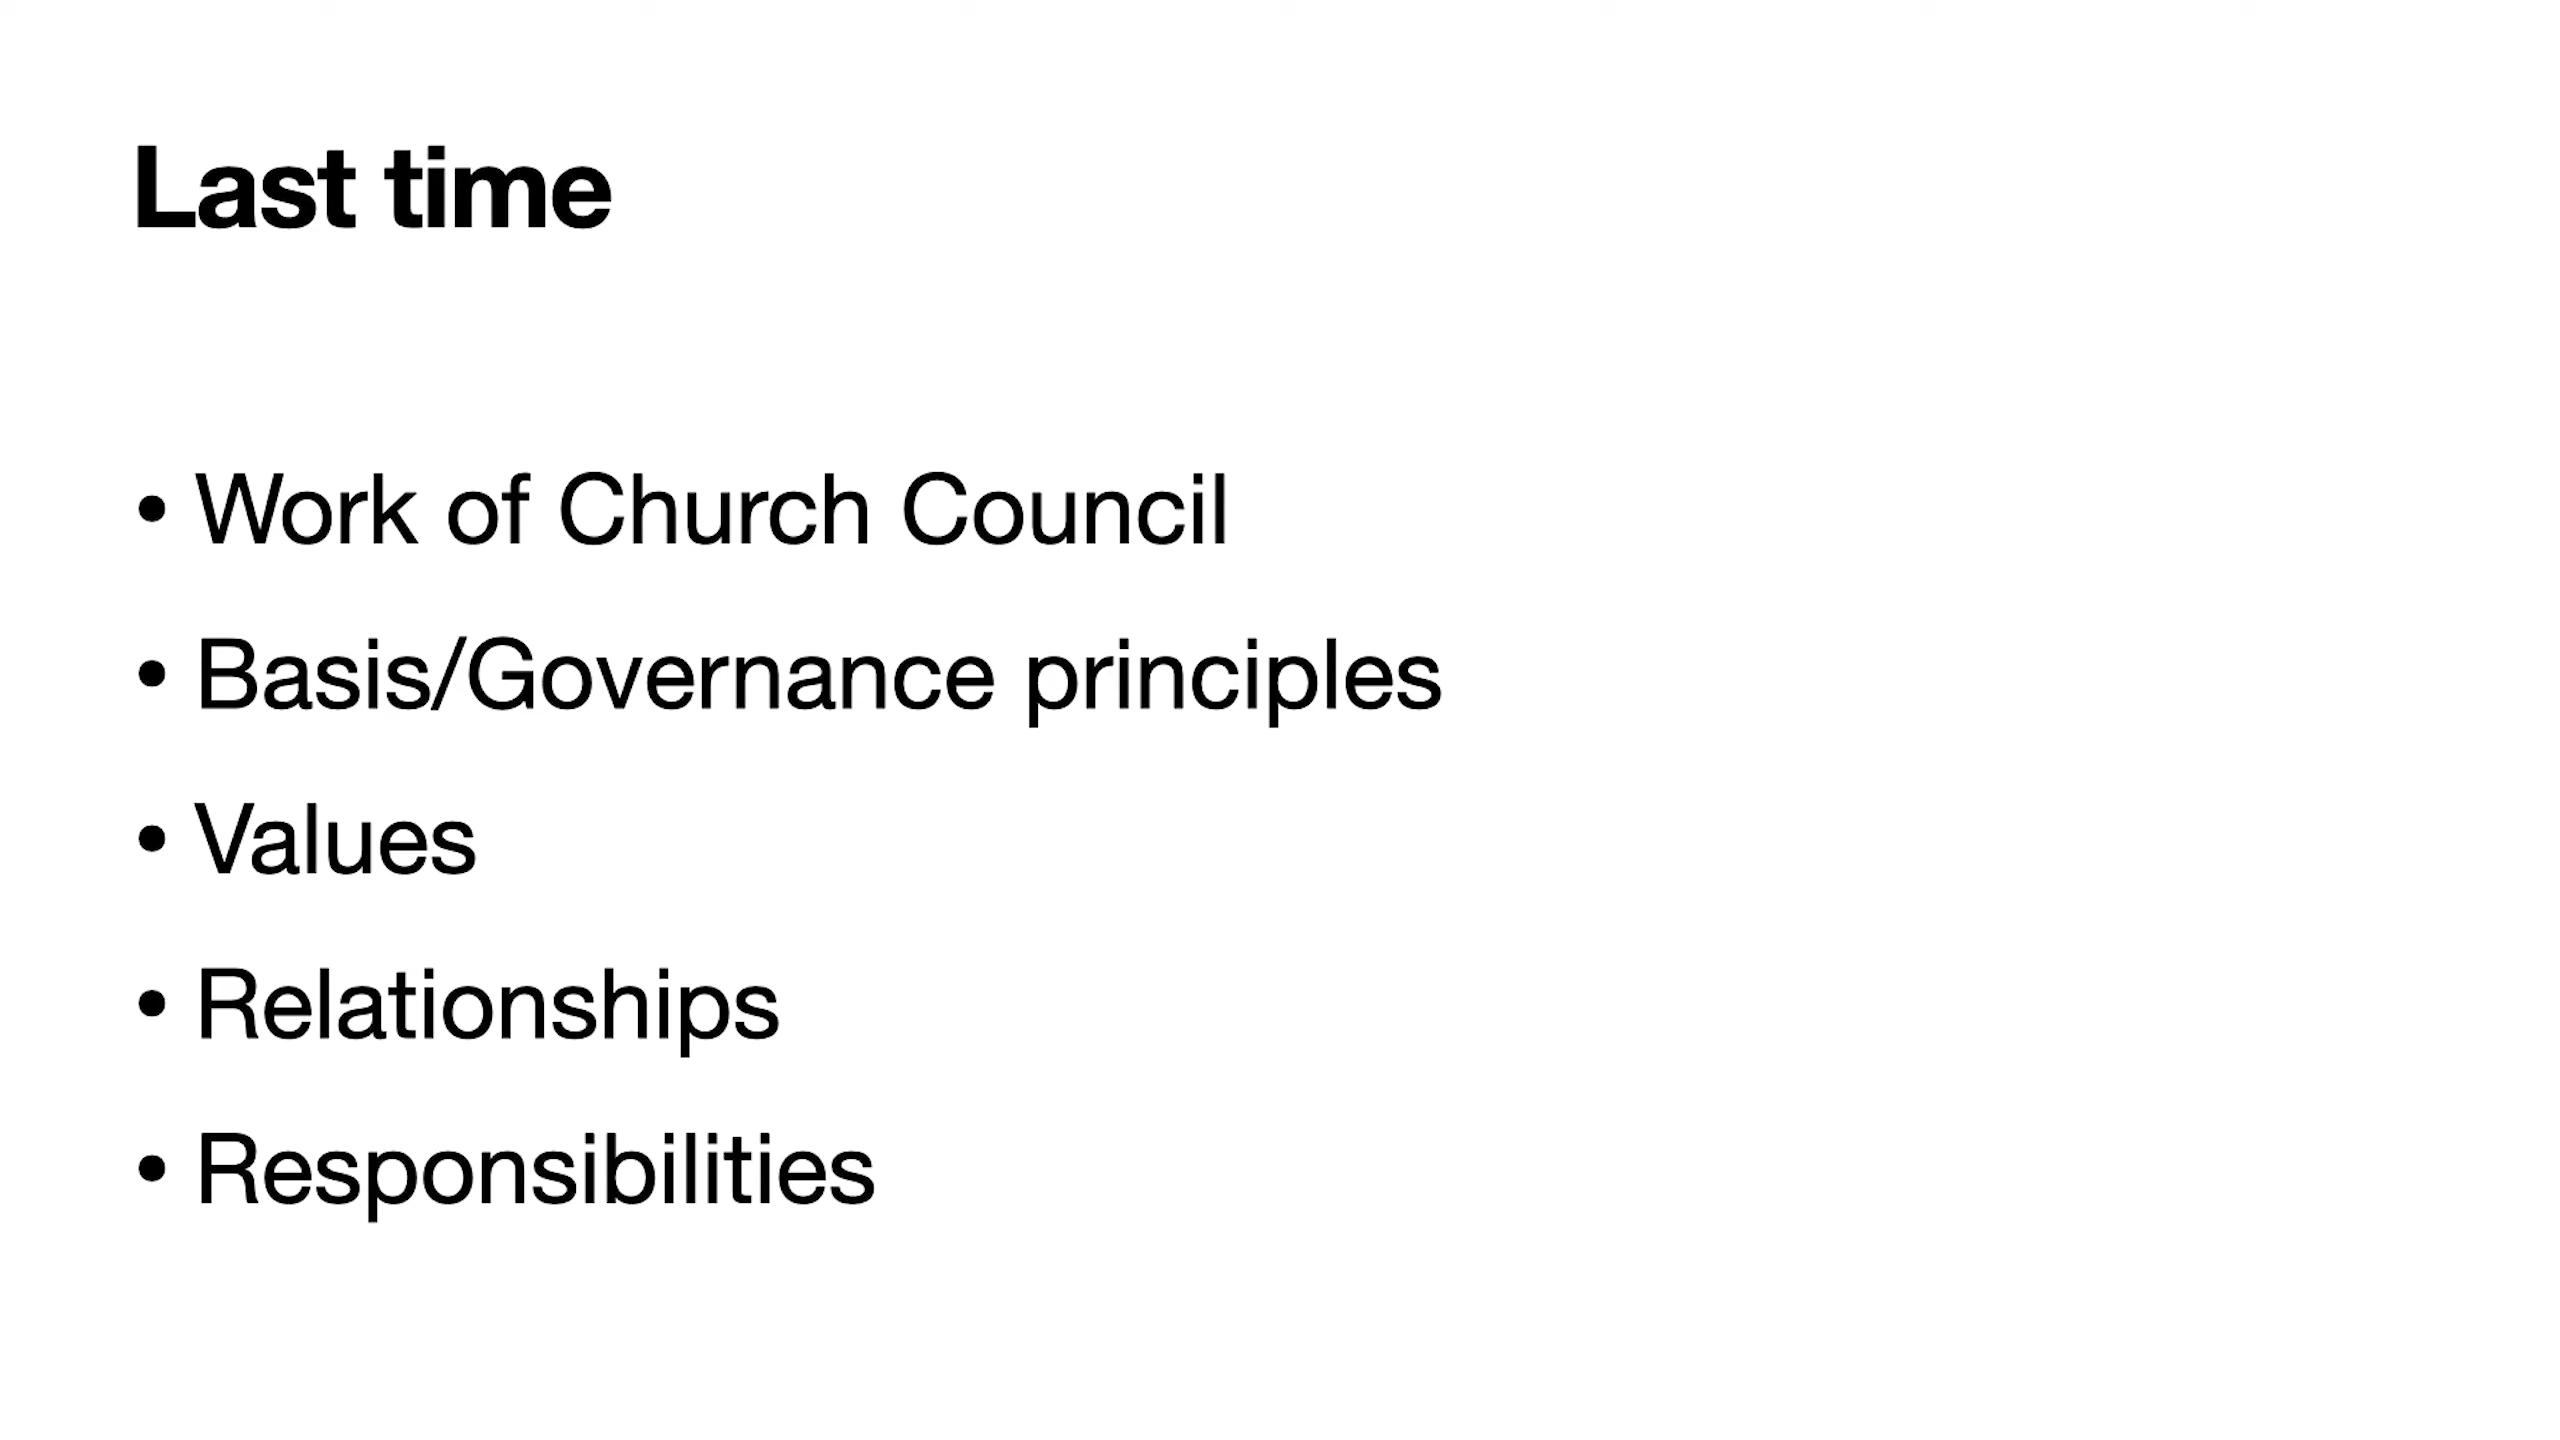 Last time
• Work of Church Council
• Basis/Governance principles
• Values
• Relationships
• Responsibilities